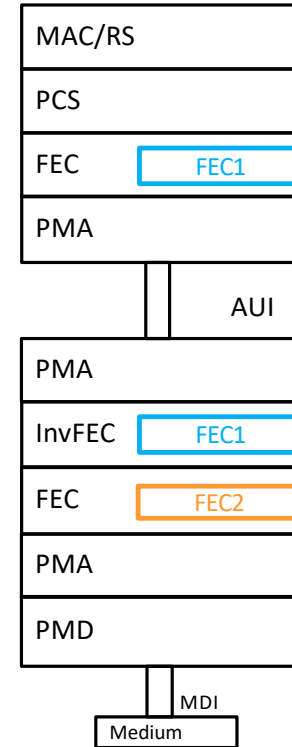 MAC/RS
PCS
FEC FEC1
PMA
AUI
PMA
InvFEC FEC1
FEC FEC2
PMA
PMD
MDI
Medium